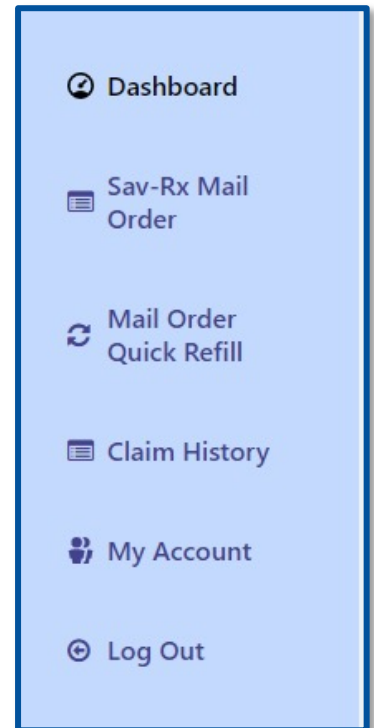 Dashboard
Sav-Rx Mail
Order
Mail Order
Quick Refill
Claim History
My Account
Log Out